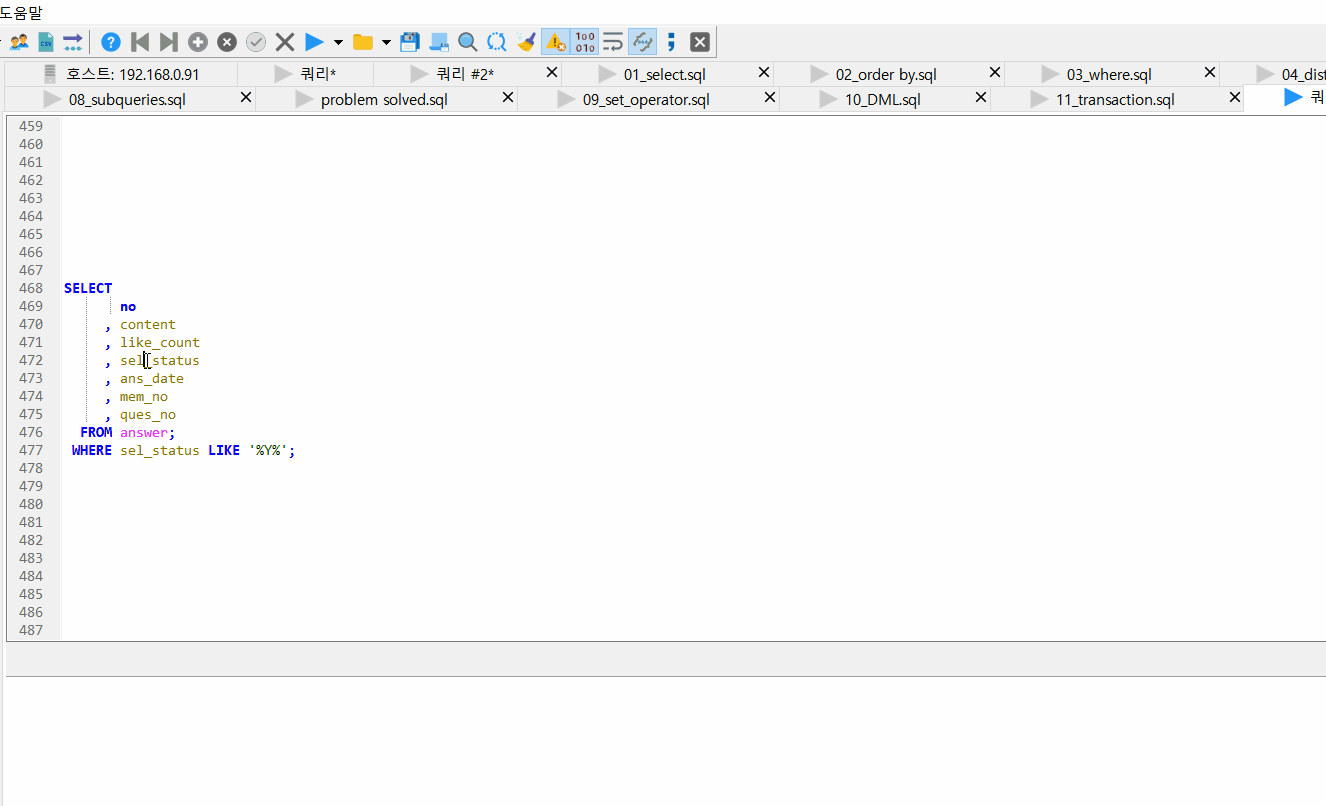 도움말
호스트: 192.168.0.91 쿼리* 쿼리 #2* 01_select.sql 02_order by.sql 03_where.sql 04_dist
08_subqueries.sql problem solved.sql 09_set_operator.sql 10_DML.sql 11_transaction.sql 쿼
459
460
461
462
463
464
465
466
467
468 SELECT
469 no
470 , content
471 , like_count
472 , sel_status
473 , ans_date
474 , mem_no
475 , ques_no
476 FROM answer;
477 WHERE sel_status LIKE '%Y%';
478
479
480
481
482
483
484
485
486
487